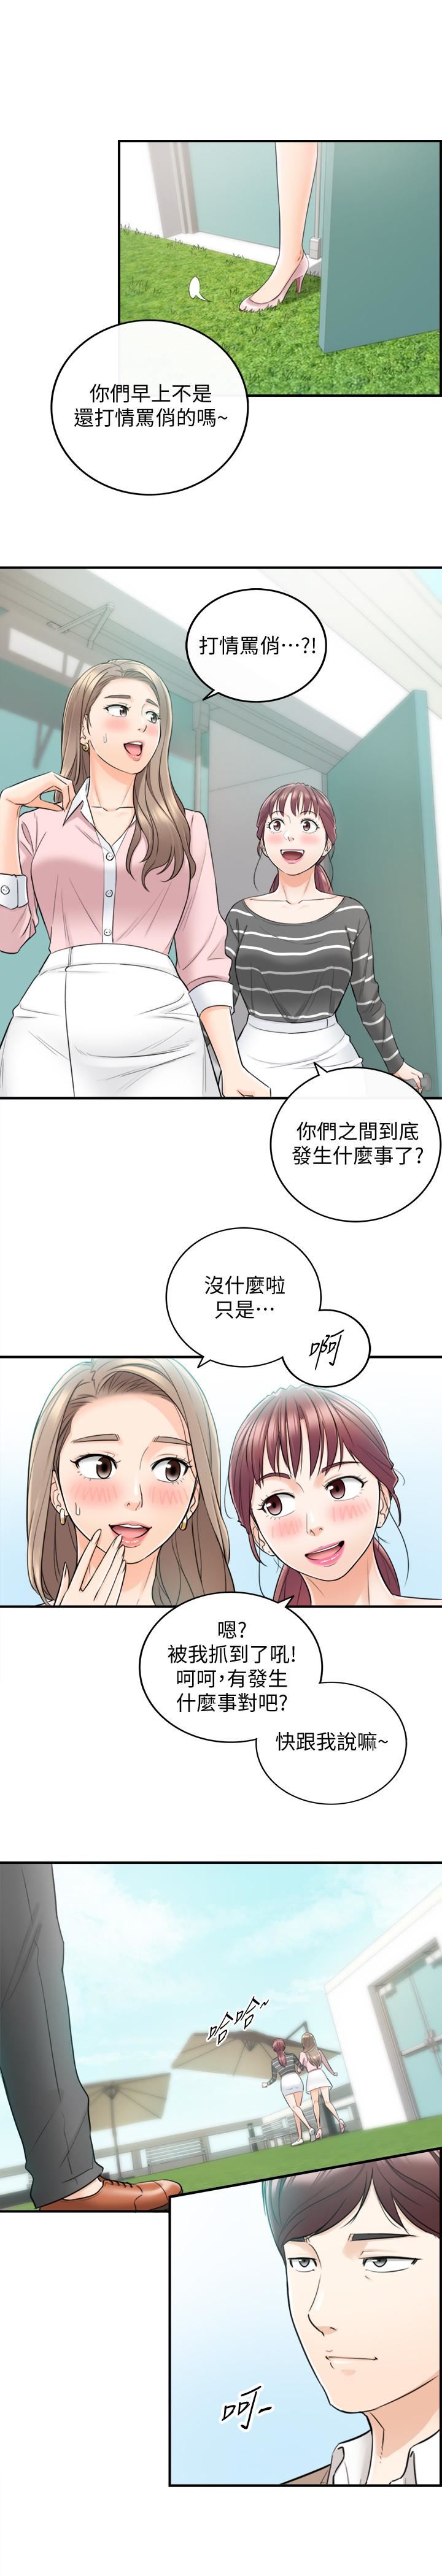 你們早上不是
還打情罵俏的嗎~
打情罵俏…?!
你們之間到底
發生什麼事了?
沒什麼啦
只是…
啊
嗯?
被我抓到了吼!
呵呵,有發生
什麼事對吧?
快跟我說嘛~
哈哈~
呵-